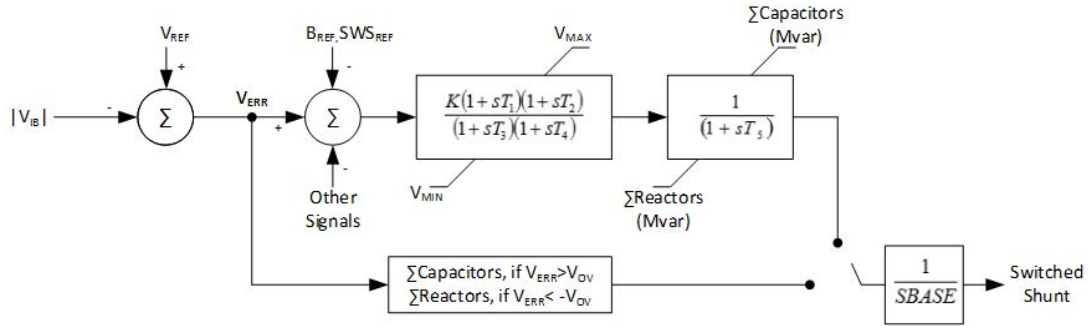 V_REF
+
|V_IB|
-
Σ
V_ERR
+
B_REF,SWS_REF
-
Σ
-
Other
Signals
V_MAX
K(1+sT_1)(1+sT_2)
(1+sT_3)(1+sT_4)
V_MIN
∑Capacitors
(Mvar)
1
(1+sT_5)
∑Reactors
(Mvar)
∑Capacitors, if V_ERR>V_OV
∑Reactors, if V_ERR< -V_OV
1
SBASE
Switched
Shunt